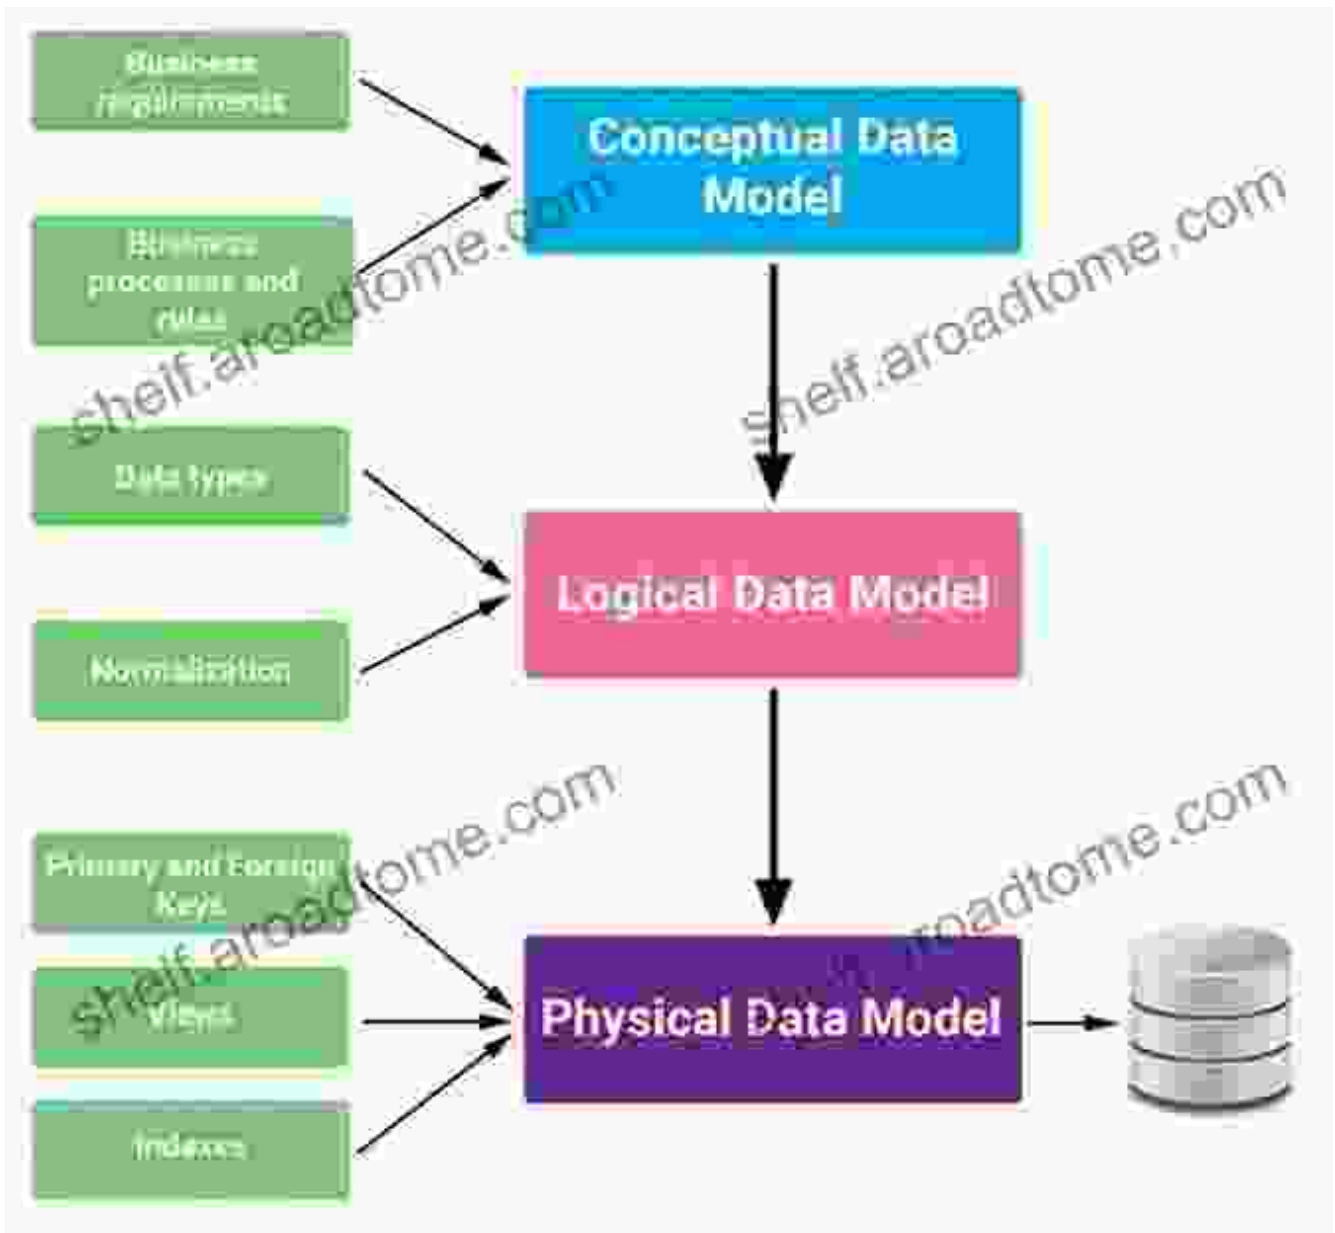 Business
requirements
Conceptual Data
Model
Business
processes and
rules
shelf.aroadtome.com
shelf.aroadtome.com
Data types
Logical Data Model
Normalization
Primary and Foreign
Keys
shelf.aroadtome.com
shelf.aroadtome.com
Views
Physical Data Model
Indexes